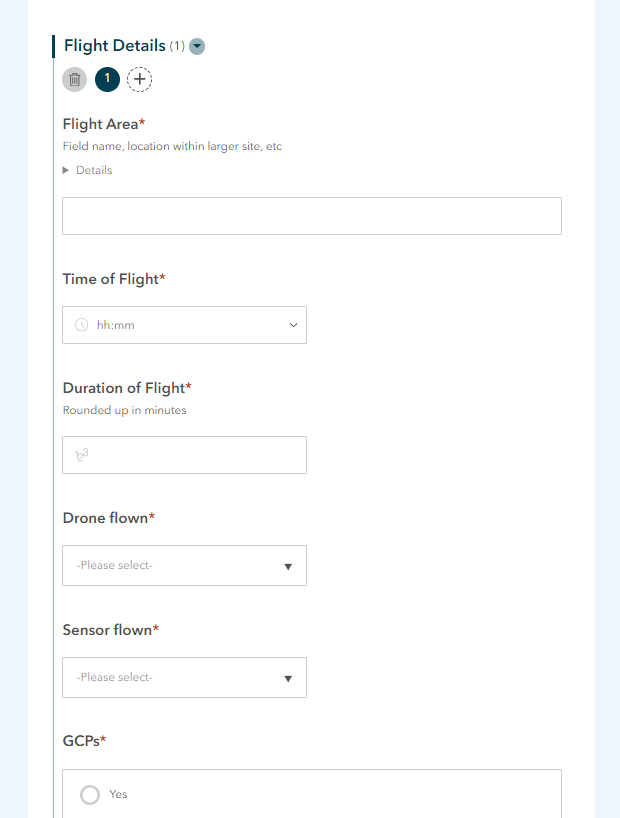 Flight Details (1)
1
Flight Area*
Field name, location within larger site, etc
Details
Time of Flight*
hh:mm
Duration of Flight*
Rounded up in minutes
123
Drone flown*
-Please select-
Sensor flown*
-Please select-
GCPs*
Yes